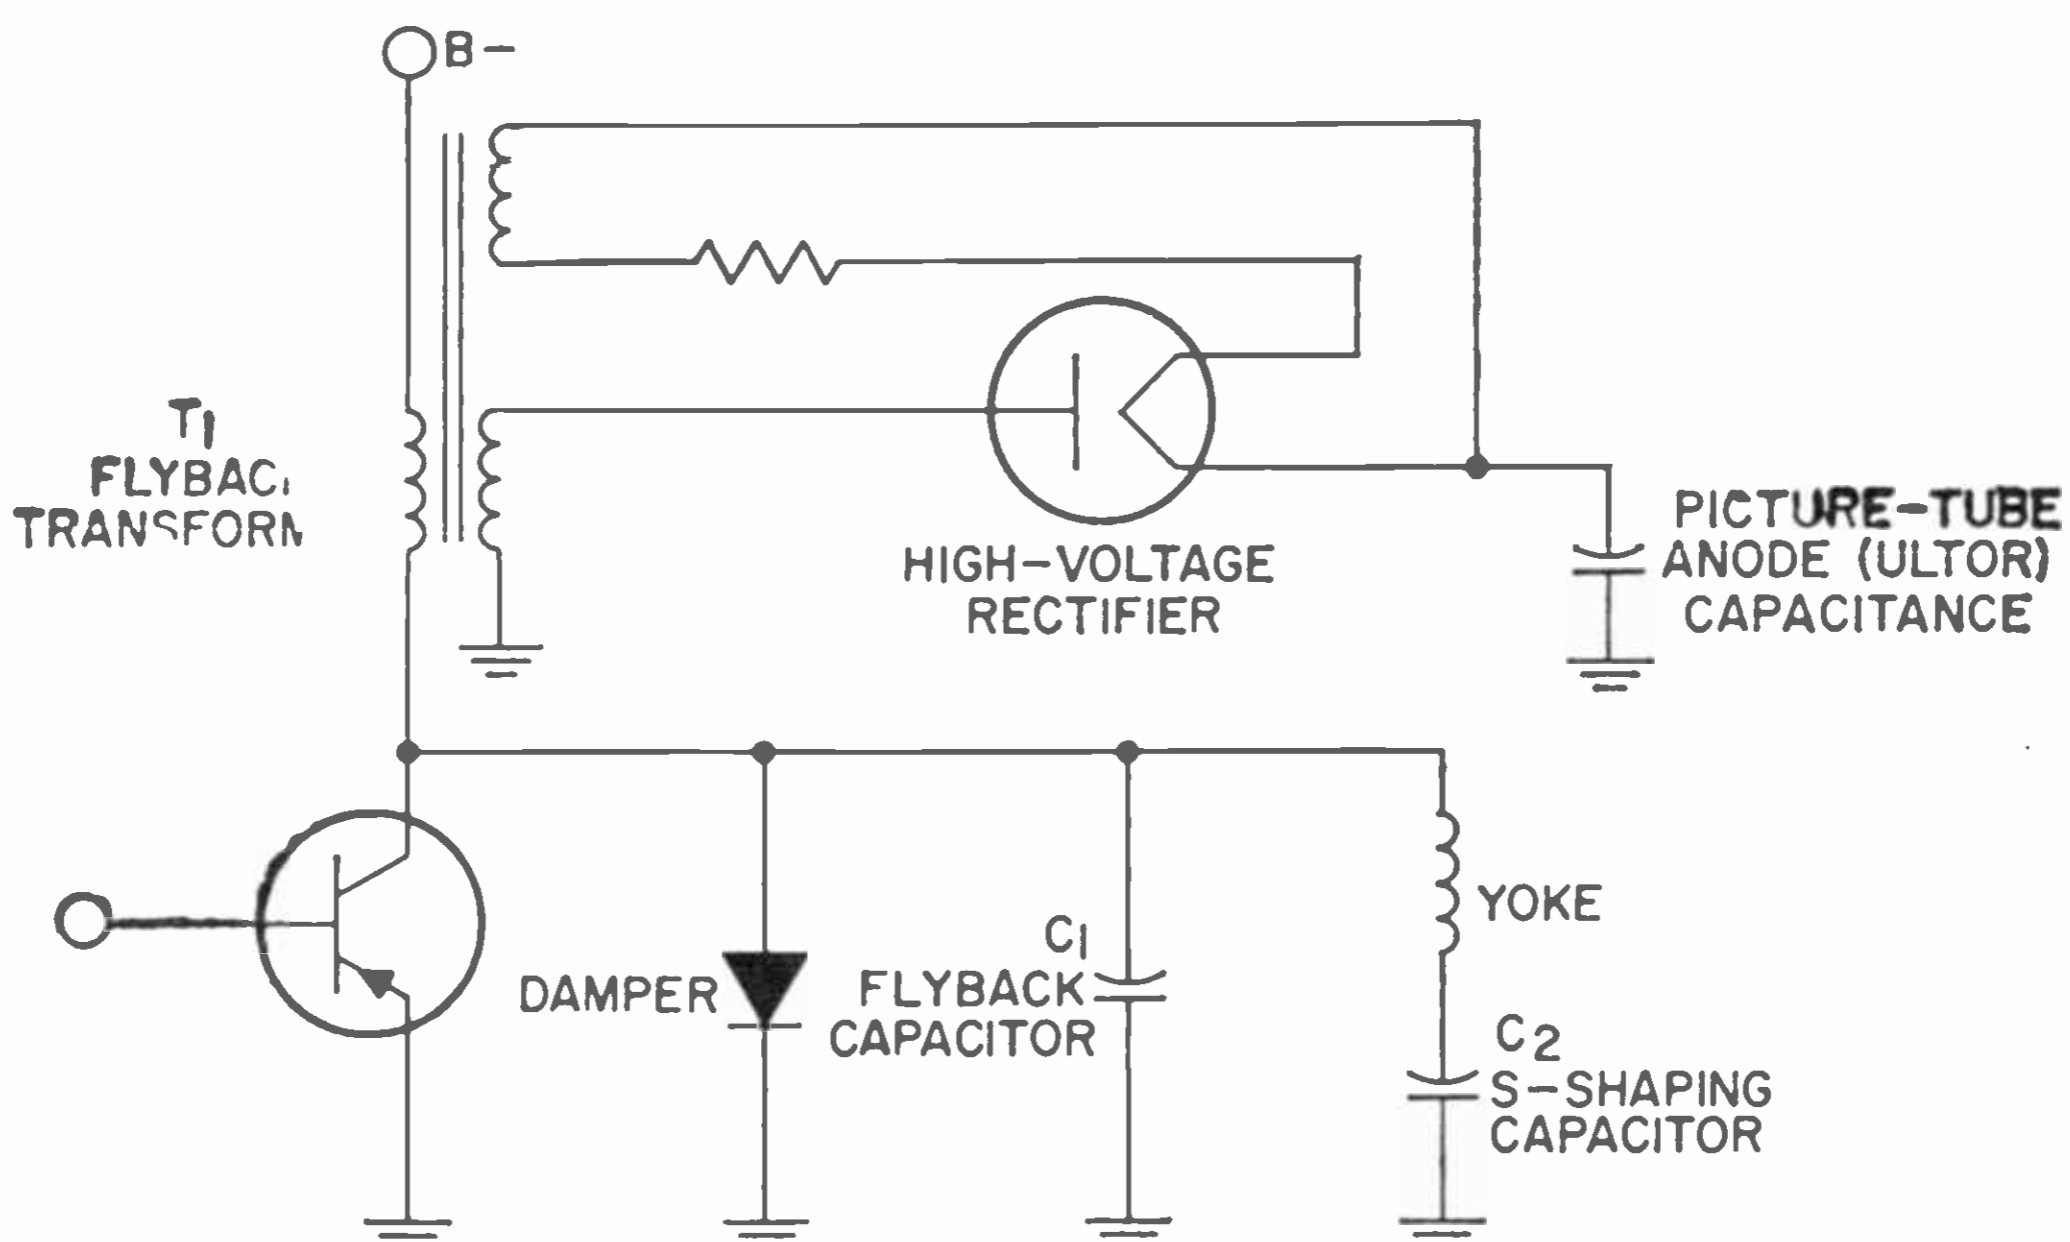 B-
T1
FLYBAC
TRANSFORM
HIGH-VOLTAGE
RECTIFIER
PICTURE-TUBE
ANODE (ULTOR)
CAPACITANCE
DAMPER
C1
FLYBACK
CAPACITOR
YOKE
C2
S-SHAPING
CAPACITOR